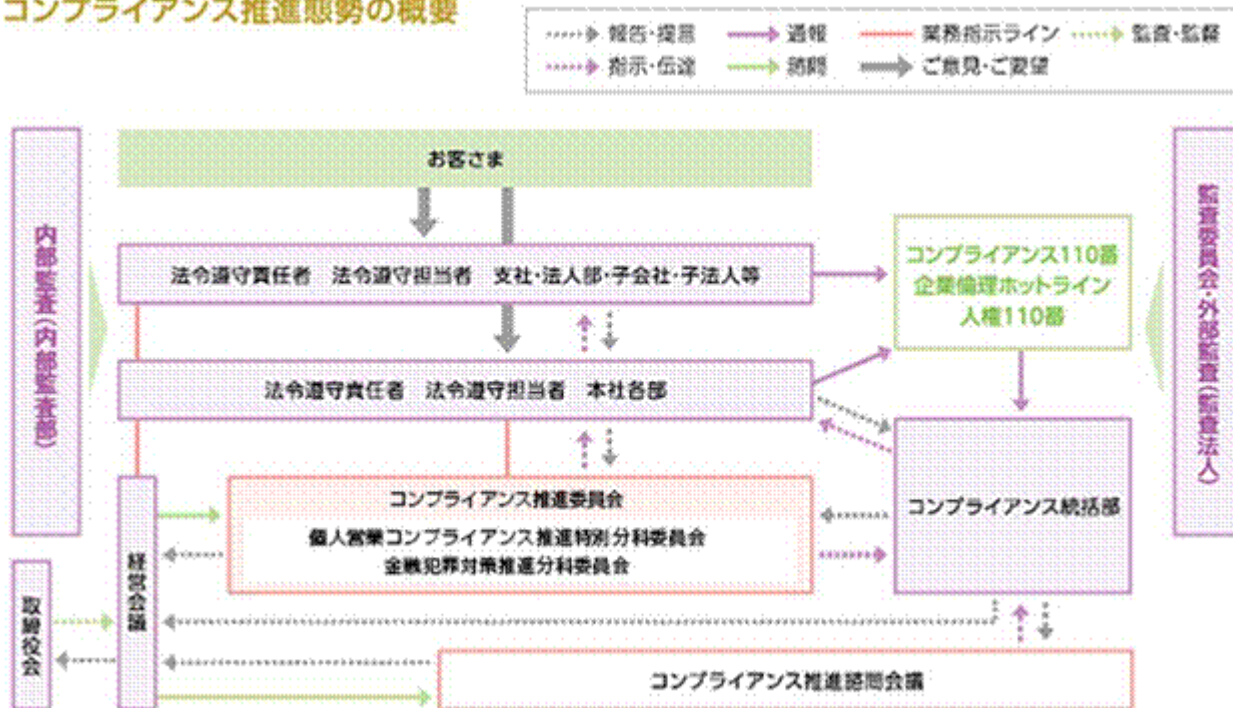 コンプライアンス推進態勢の概要
報告・提言 通報 業務指示ライン 監査・監督
指示・伝達 諮問 ご意見・ご要望
お客さま
内部監査（内部監査部）
監査委員会・外部監査（監査法人）
法令遵守責任者 法令遵守担当者 支社・法人部・子会社・子法人等
コンプライアンス110番
企業倫理ホットライン
人権110番
法令遵守責任者 法令遵守担当者 本社各部
コンプライアンス推進委員会
個人営業コンプライアンス推進特別分科委員会
金融犯罪対策推進分科委員会
コンプライアンス統括部
経営会議
取締役会
コンプライアンス推進諮問会議